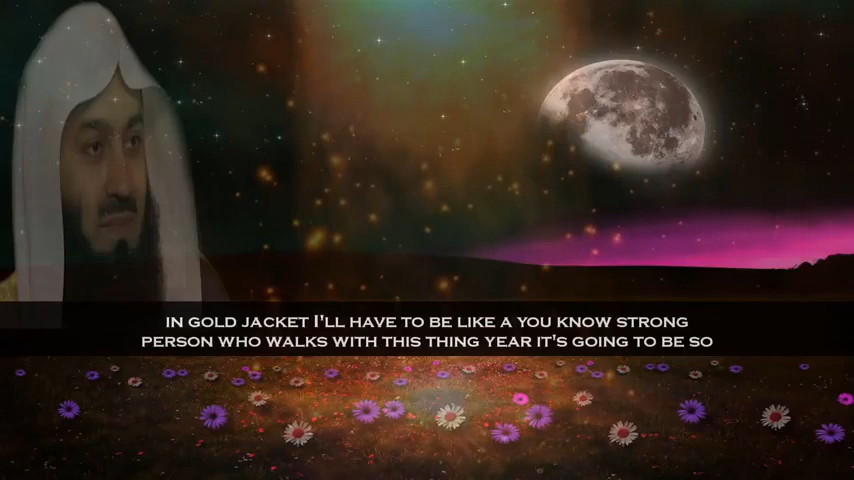 IN GOLD JACKET I'LL HAVE TO BE LIKE A YOU KNOW STRONG
PERSON WHO WALKS WITH THIS THING YEAR IT'S GOING TO BE SO